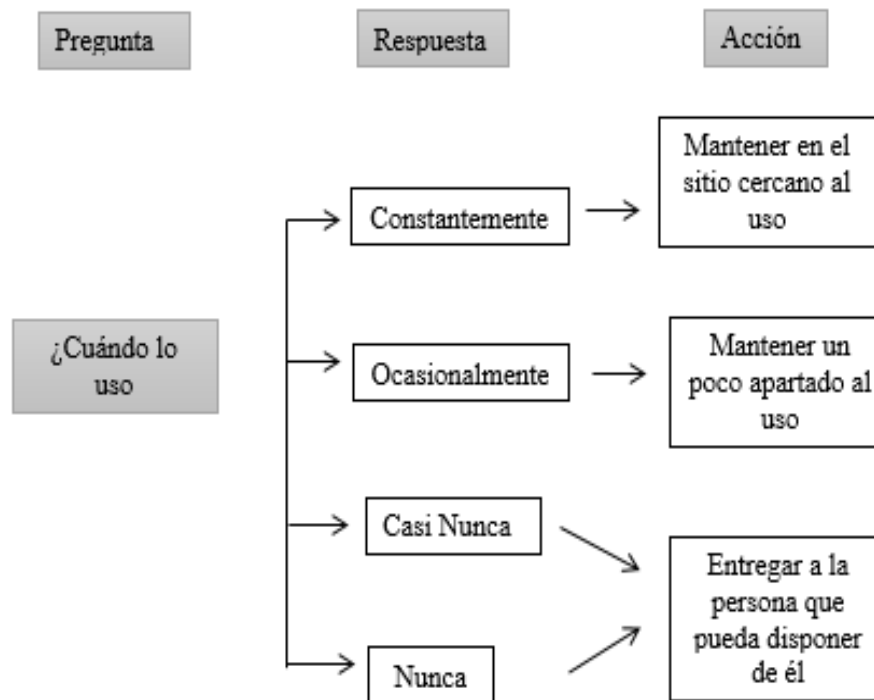 Pregunta
Respuesta
Acción
¿Cuándo lo
uso
Constantemente
Mantener en el
sitio cercano al
uso
Ocasionalmente
Mantener un
poco apartado al
uso
Casi Nunca
Nunca
Entregar a la
persona que
pueda disponer
de él